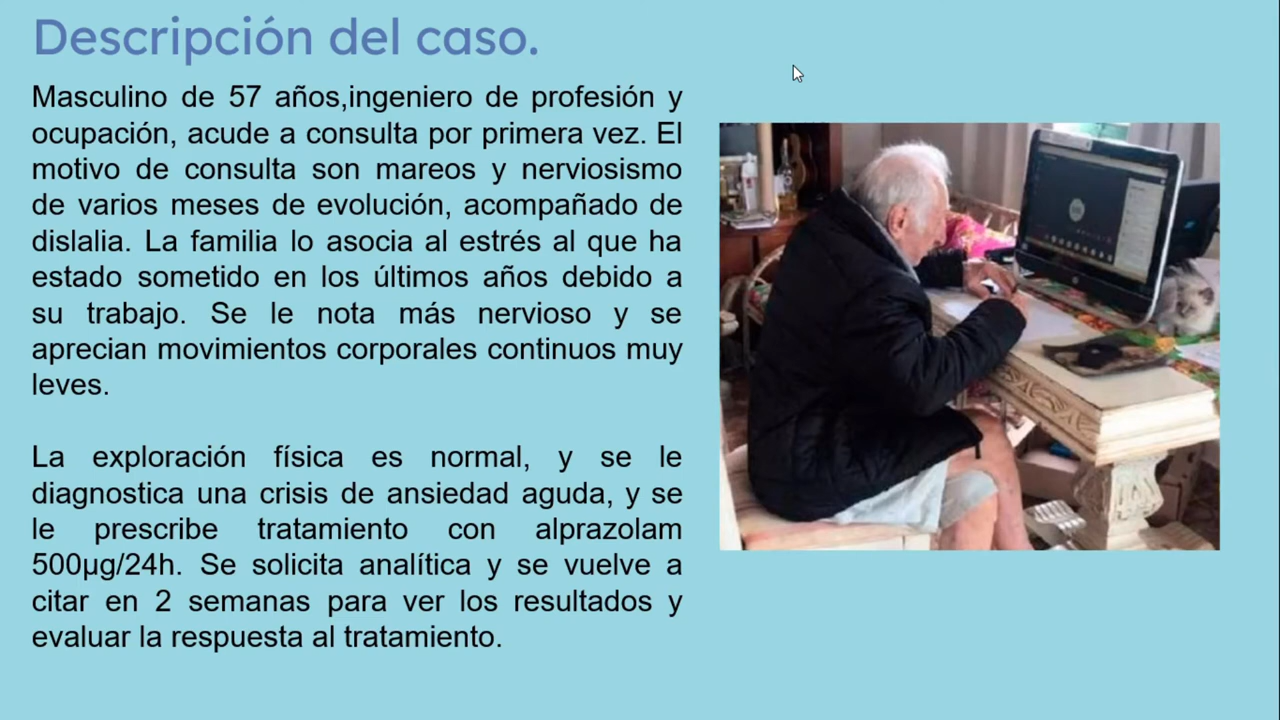 Descripción del caso.
Masculino de 57 años,ingeniero de profesión y
ocupación, acude a consulta por primera vez. El
motivo de consulta son mareos y nerviosismo
de varios meses de evolución, acompañado de
dislalia. La familia lo asocia al estrés al que ha
estado sometido en los últimos años debido a
su trabajo. Se le nota más nervioso y se
aprecian movimientos corporales continuos muy
leves.
La exploración física es normal, y se le
diagnostica una crisis de ansiedad aguda, y se
le prescribe tratamiento con alprazolam
500µg/24h. Se solicita analítica y se vuelve a
citar en 2 semanas para ver los resultados y
evaluar la respuesta al tratamiento.